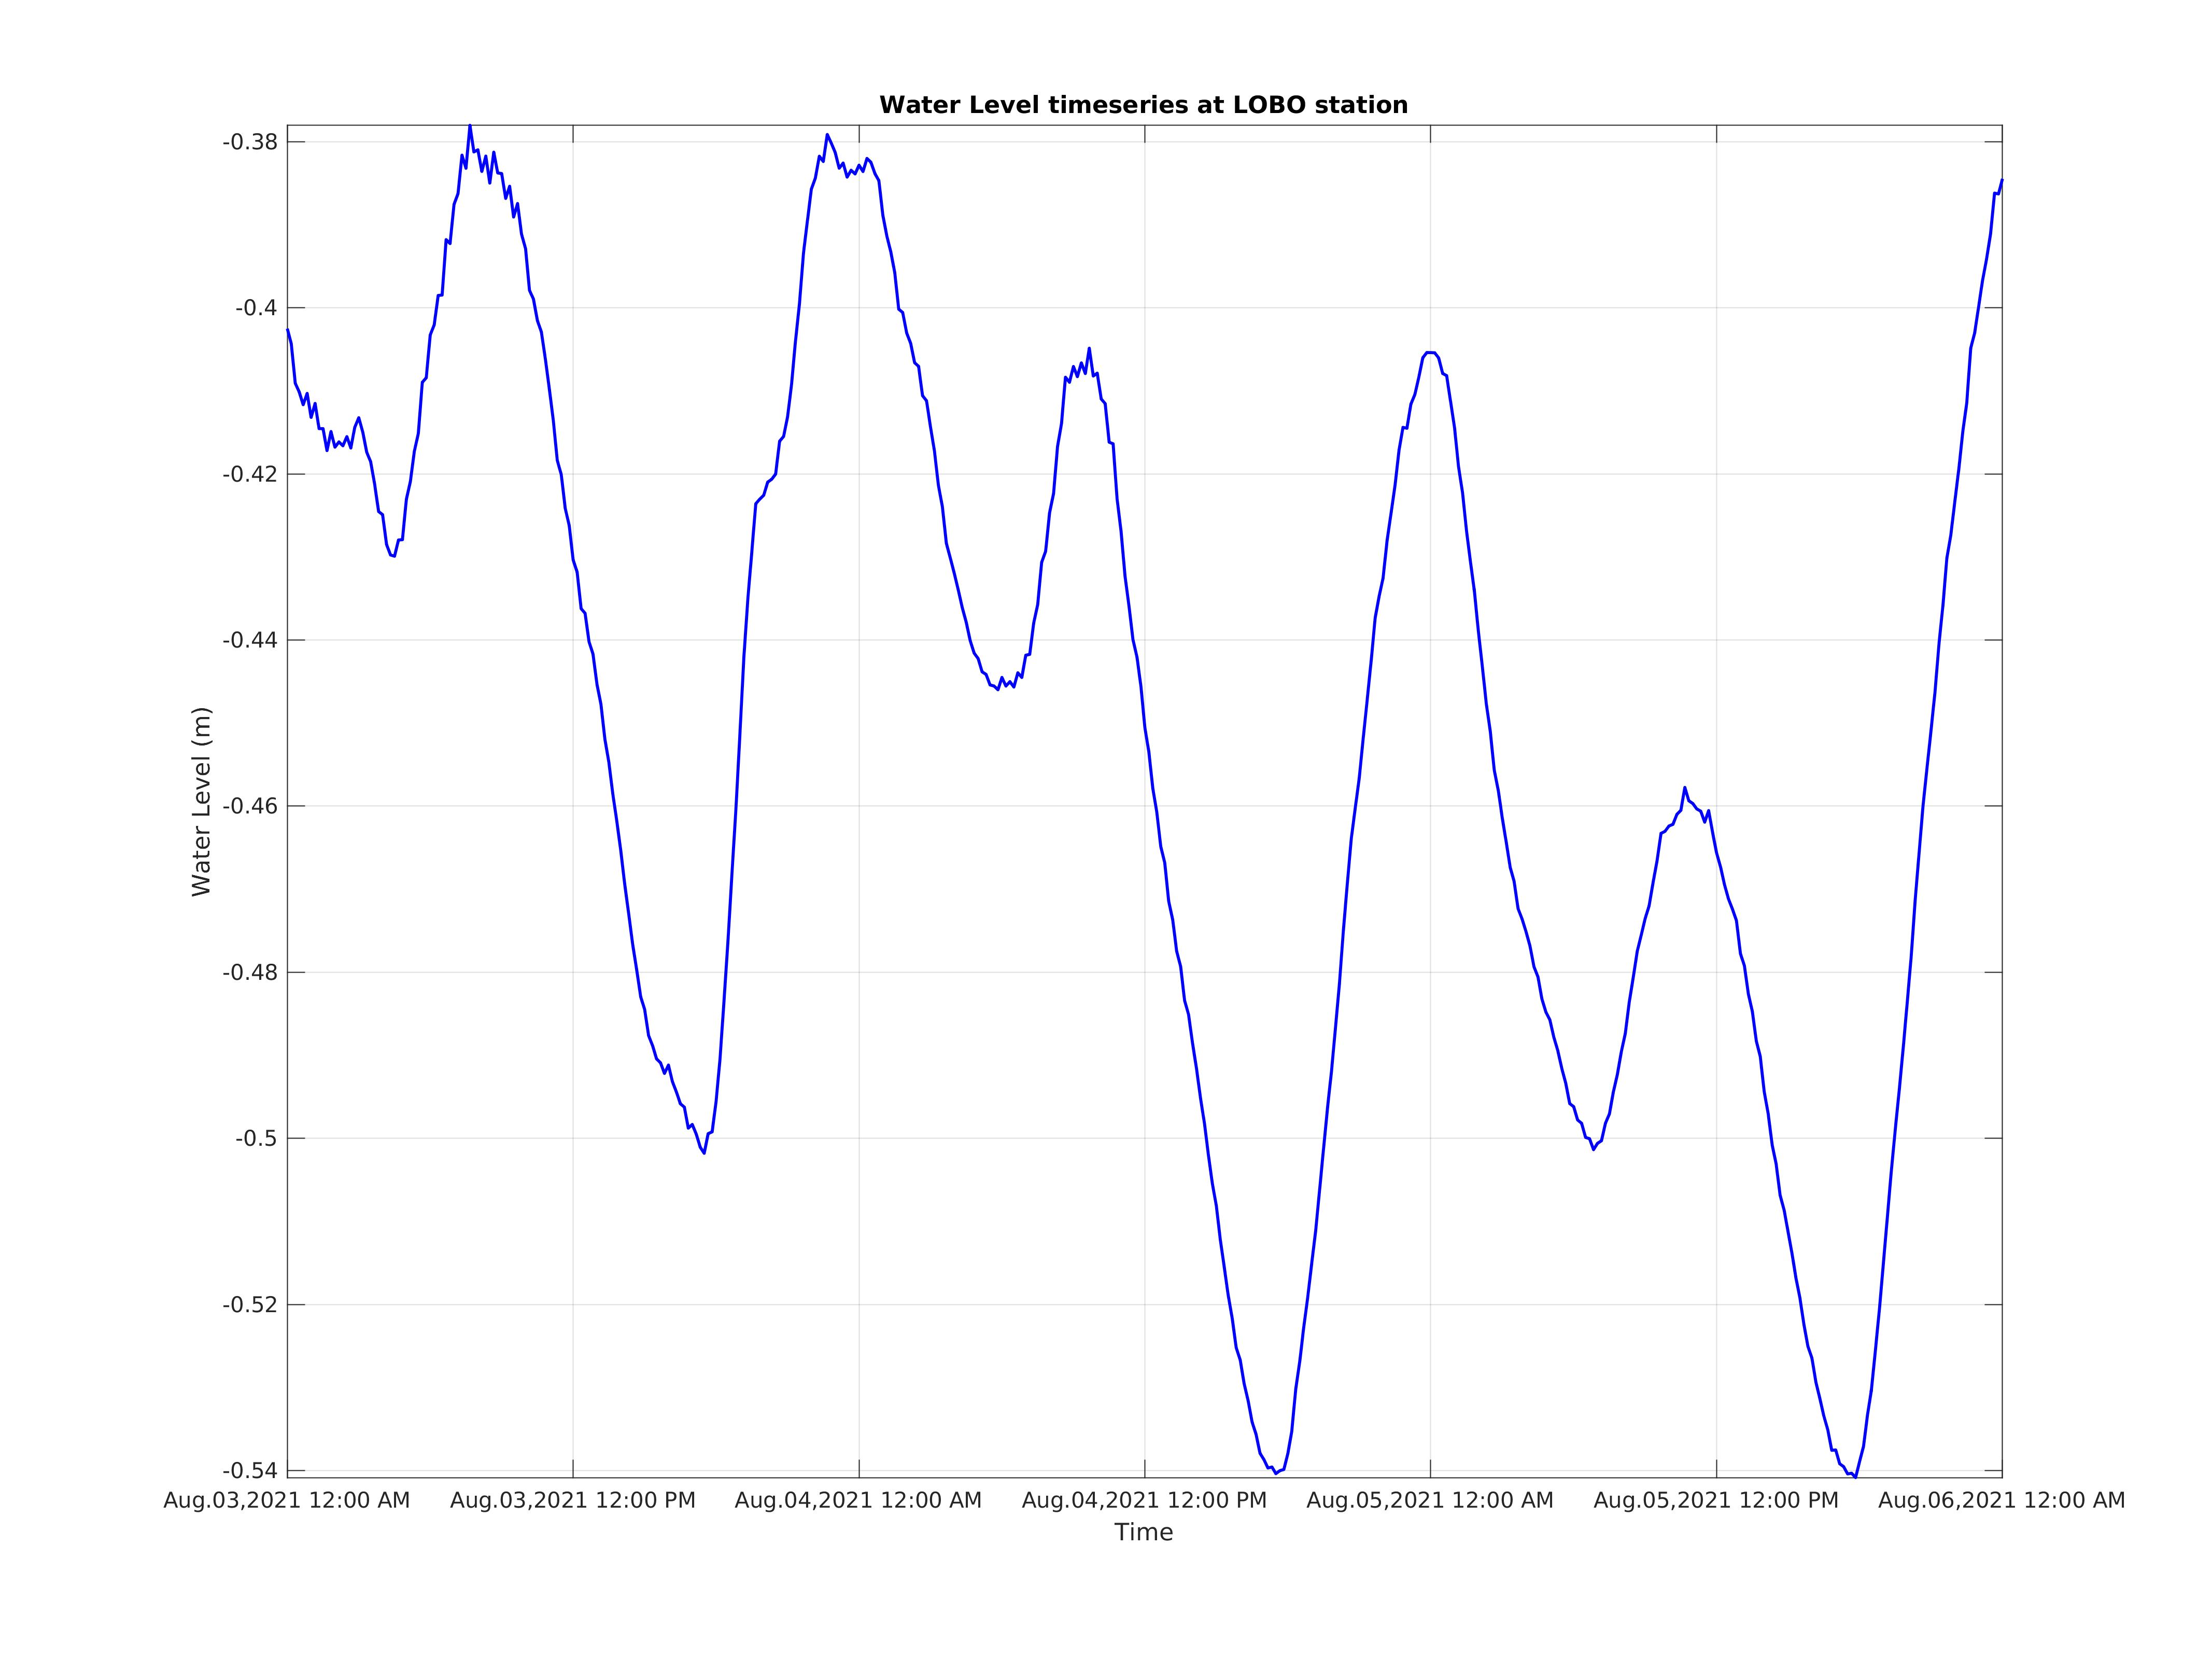 Water Level timeseries at LOBO station
-0.38
-0.4
-0.42
-0.44
-0.46
-0.48
-0.5
-0.52
-0.54
Water Level (m)
Aug.03,2021 12:00 AM
Aug.03,2021 12:00 PM
Aug.04,2021 12:00 AM
Aug.04,2021 12:00 PM
Aug.05,2021 12:00 AM
Aug.05,2021 12:00 PM
Aug.06,2021 12:00 AM
Time